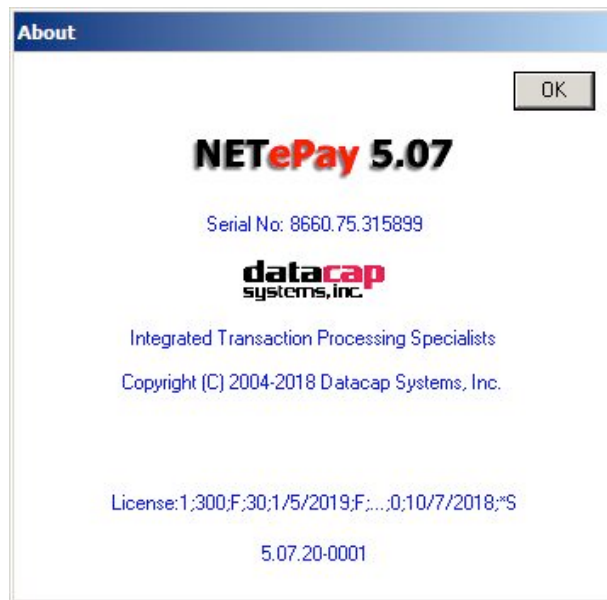 About
OK
NETePay 5.07
Serial No: 8660.75.315899
datacap
systems,inc.
Integrated Transaction Processing Specialists
Copyright (C) 2004-2018 Datacap Systems, Inc.
License:1;300;F;30;1/5/2019;F;...;0;10/7/2018;*S
5.07.20-0001